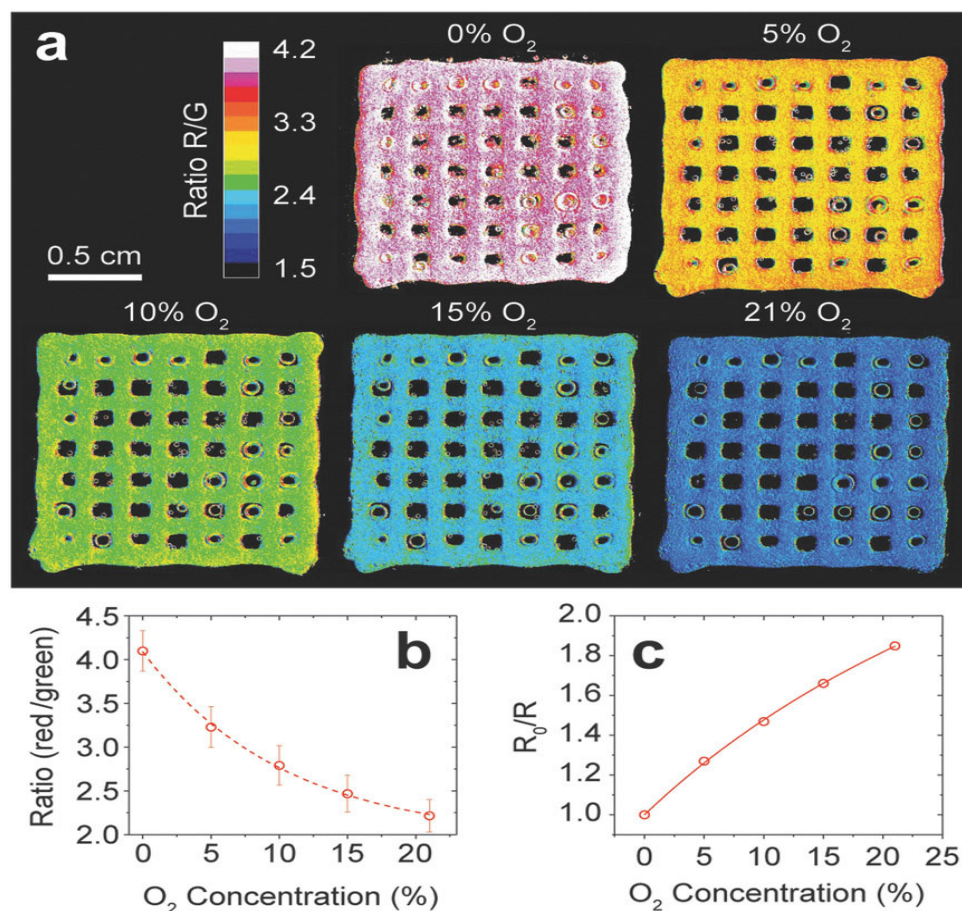 a
Ratio R/G
4.2
3.3
2.4
1.5
0.5 cm
0% O₂
5% O₂
10% O₂
15% O₂
21% O₂
b
Ratio (red/green)
4.5
4.0
3.5
3.0
2.5
2.0
0 5 10 15 20
O₂ Concentration (%)
c
R₀/R
2.0
1.8
1.6
1.4
1.2
1.0
0 5 10 15 20 25
O₂ Concentration (%)